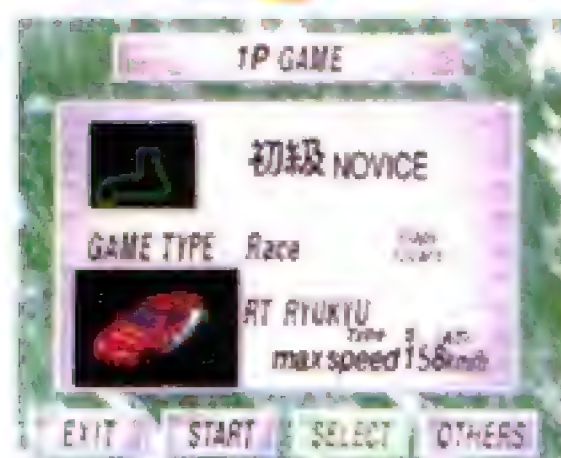 1P GAME
初級 NOVICE
GAME TYPE Race
RT RYUKYU
max speed 158km/h
EXIT START SELECT OTHERS